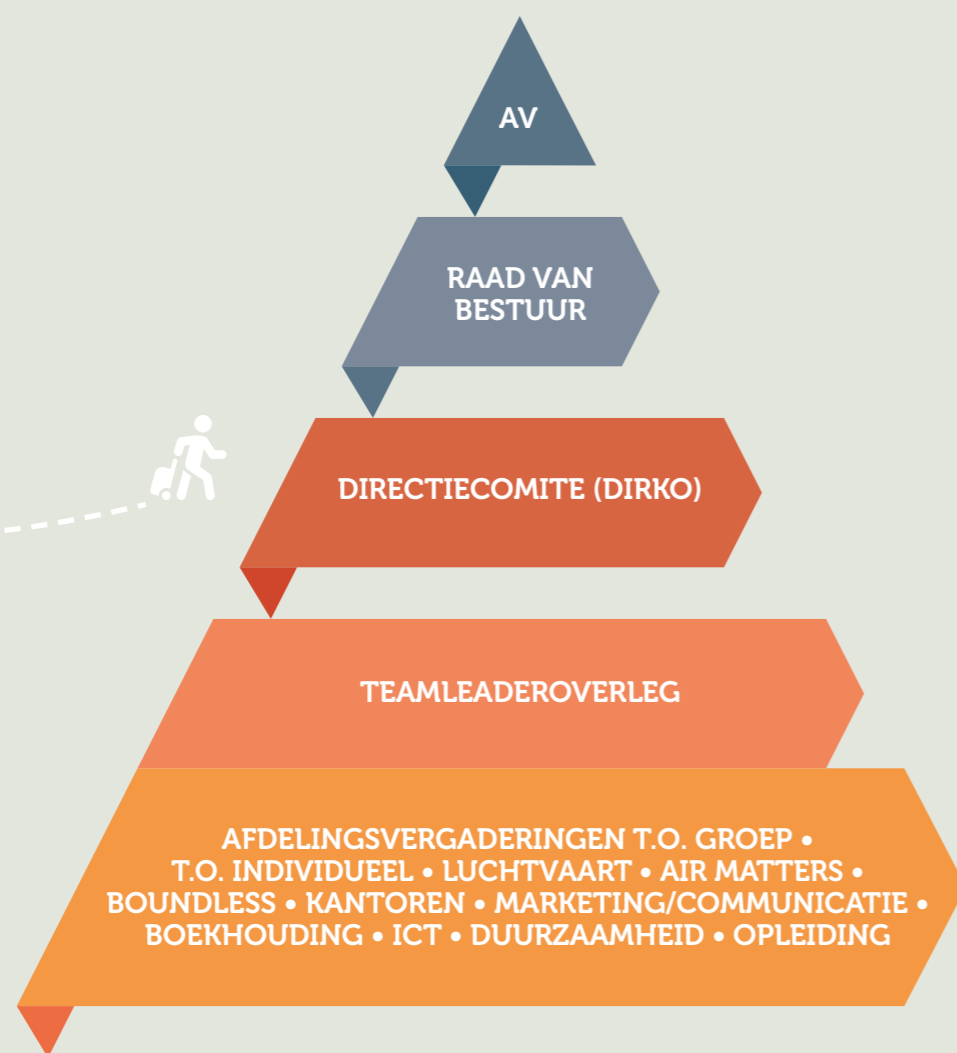 AV
RAAD VAN
BESTUUR
DIRECTIECOMITE (DIRKO)
TEAMLEADEROVERLEG
AFDELINGSVERGADERINGEN T.O. GROEP •
T.O. INDIVIDUEEL • LUCHTVAART • AIR MATTERS •
BOUNDLESS • KANTOREN • MARKETING/COMMUNICATIE •
BOEKHOUDING • ICT • DUURZAAMHEID • OPLEIDING